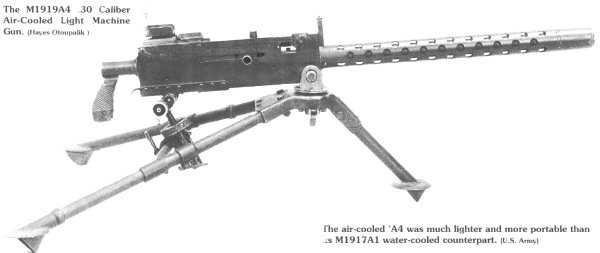 The M1919A4 .30 Caliber
Air-Cooled Light Machine
Gun. (Hayes Otoupalik )
The air-cooled 'A4 was much lighter and more portable than
its M1917A1 water-cooled counterpart. (U.S. Army)